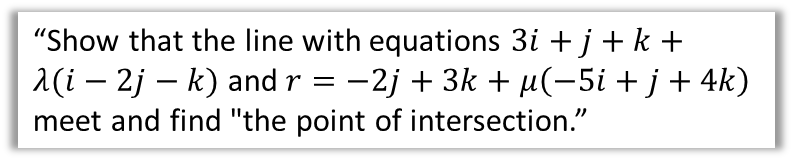 “Show that the line with equations 3𝑖 + 𝑗 + 𝑘 +
𝜆(𝑖 − 2𝑗 − 𝑘) and 𝑟 = −2𝑗 + 3𝑘 + 𝜇(−5𝑖 + 𝑗 + 4𝑘)
meet and find "the point of intersection.”